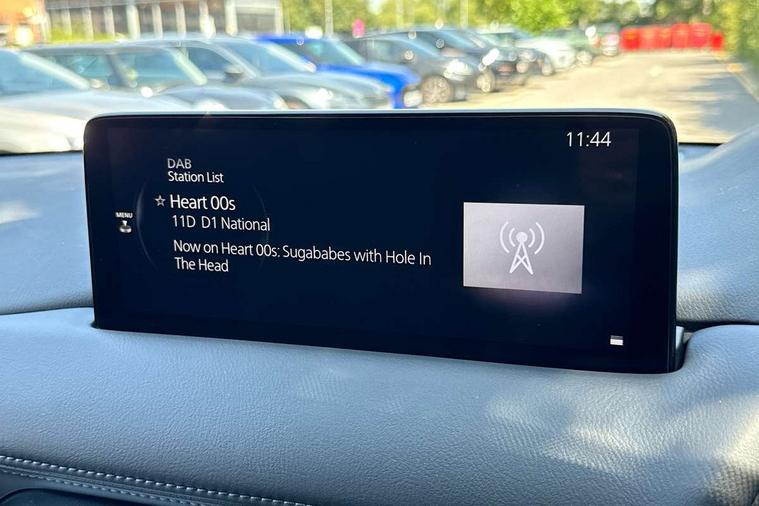 11:44
DAB
Station List
☆ Heart 00s
11D D1 National
MENU
Now on Heart 00s: Sugababes with Hole In
The Head